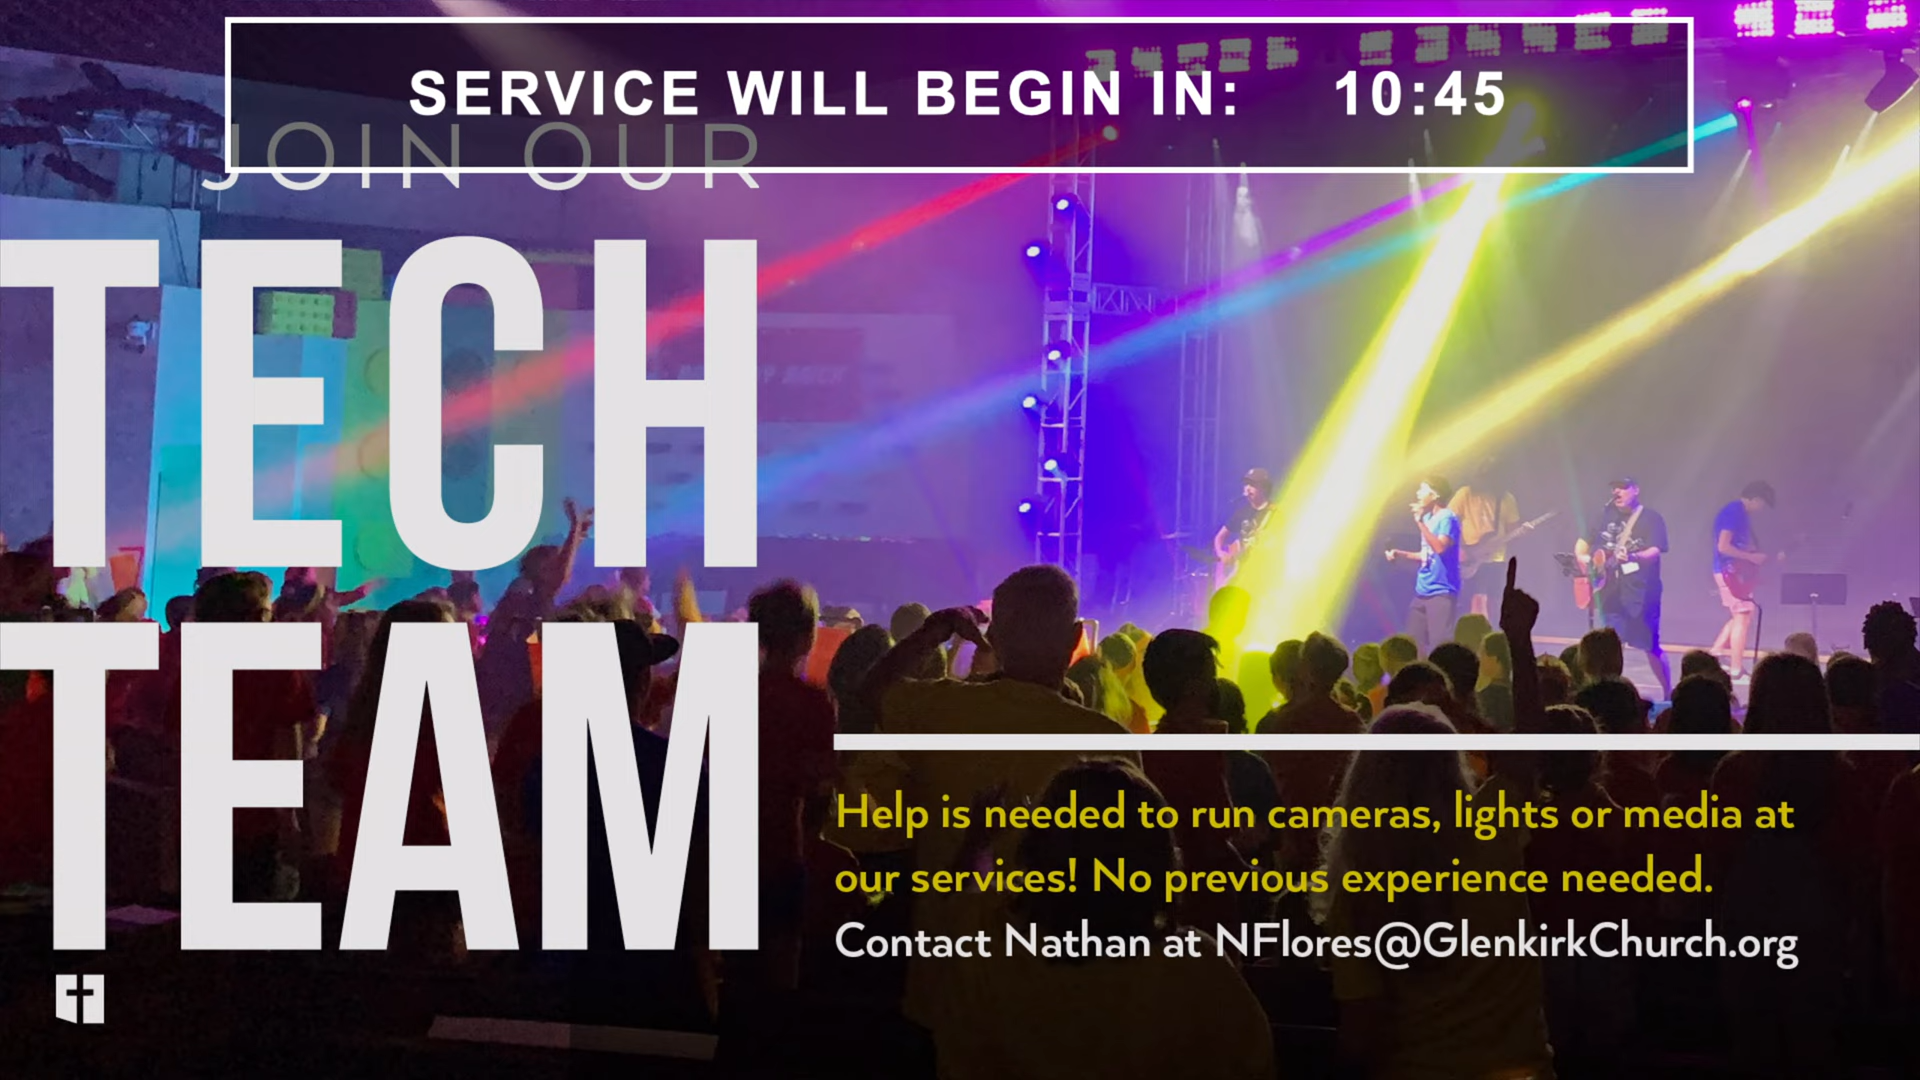 SERVICE WILL BEGIN IN: 10:45
JOIN OUR
TECH
TEAM
Help is needed to run cameras, lights or media at
our services! No previous experience needed.
Contact Nathan at NFlores@GlenkirkChurch.org